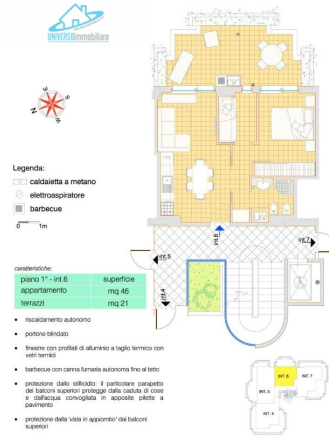 UNIVERSOimmobiliare
N
S
W
Legenda:
caldaietta a metano
elettroaspiratore
barbecue
0 1m
LAV
int.6
int.5
int.7
int.4
caratteristiche:
piano 1° - int.6 superficie
appartamento mq 46
terrazzi mq 21
• riscaldamento autonomo
• portone blindato
• finestre con profilati di alluminio a taglio termico con
vetri termici
• barbecue con canna fumaria autonoma fino al tetto
• protezione dallo stillicidio: il particolare parapetto
dei balconi superiori protegge dalla caduta di cose
e dall'acqua convogliata in apposite pilette a
pavimento
• protezione dalla 'vista in appiombo' dai balconi
superiori
INT. 6
INT. 7
INT. 5
INT. 4